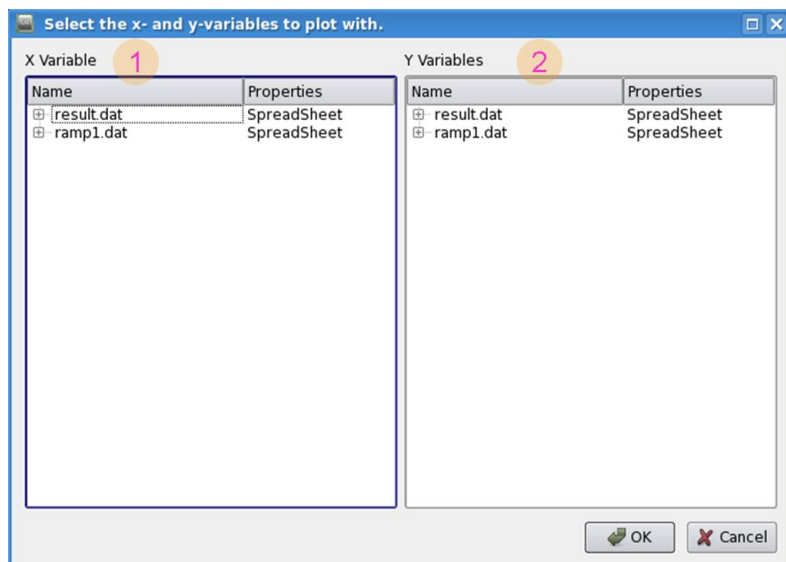 Select the x- and y-variables to plot with.
X Variable 1
Y Variables 2
Name Properties
result.dat SpreadSheet
ramp1.dat SpreadSheet
Name Properties
result.dat SpreadSheet
ramp1.dat SpreadSheet
OK Cancel